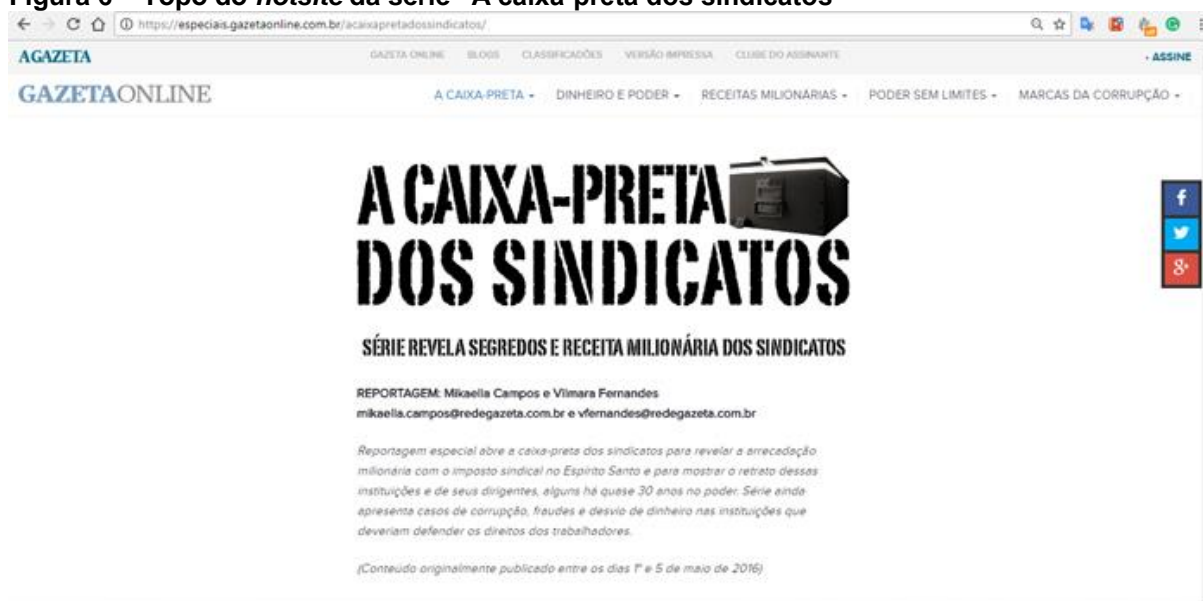 Topo do hotsite da série "A caixa-preta dos sindicatos"
https://especiais.gazetaonline.com.br/acaixapretadossindicatos/
AGAZETA
GAZETA ONLINE BLOGS CLASSIFICADÕES VERSÃO IMPRESSA CLUBE DO ASSINANTE
ASSINE
GAZETAONLINE
A CAIXA-PRETA DINHEIRO E PODER RECEITAS MILIONÁRIAS PODER SEM LIMITES MARCAS DA CORRUPÇÃO
A CAIXA-PRETA
DOS SINDICATOS
f
8+
SÉRIE REVELA SEGREDOS E RECEITA MILIONÁRIA DOS SINDICATOS
REPORTAGEM: Mikaella Campos e Vilmara Fernandes
mikaella.campos@redegazeta.com.br e vfernandes@redegazeta.com.br
Reportagem especial abre a caixa-preta dos sindicatos para revelar a arrecadação
milionária com o imposto sindical no Espírito Santo e para mostrar o retrato dessas
instituições e de seus dirigentes, alguns há quase 30 anos no poder. Série ainda
apresenta casos de corrupção, fraudes e desvio de dinheiro nas instituições que
deveriam defender os direitos dos trabalhadores.
(Conteúdo originalmente publicado entre os dias 1º e 5 de maio de 2016)